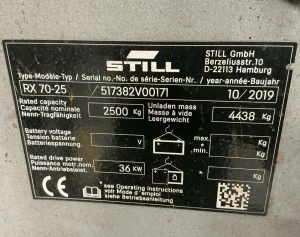 STILL
STILL GmbH
Berzeliusstr.10
D-22113 Hamburg
Type-Modèle-Typ / Serial no.-No. de série-Serien-Nr. / year-année-Baujahr
RX 70-25 / 517382V00171 10/2019
Rated capacity
Capacité nominale
Nenn-Tragfähigkeit
2500 Kg
Unladen mass
Masse à vide
Leergewicht
4438 Kg
Battery voltage
Tension batterie
Batteriespannung
V
max.
min.
* Kg
* Kg
Rated drive power
Puissance motr.nom.
Nenn-Antriebsleist.
36 KW
* see Operating instructions
voir Mode d'emploi
siehe Betriebsanleitung
CE